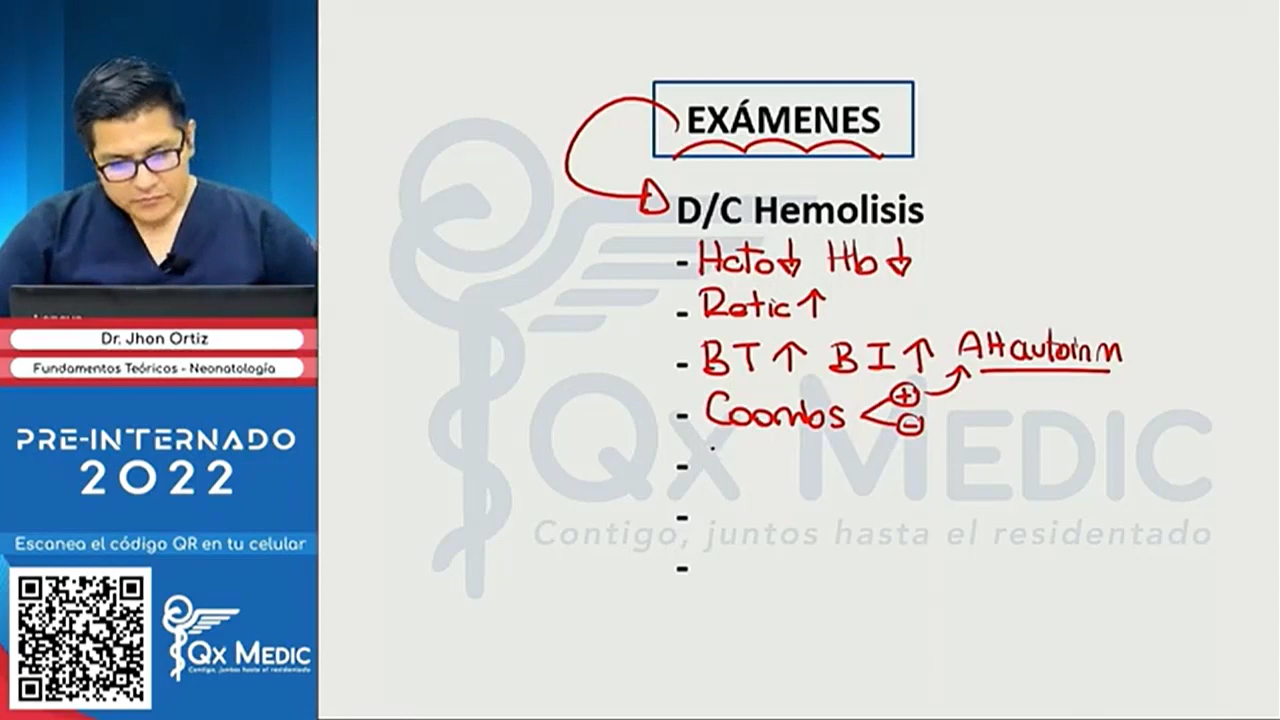 EXÁMENES
D/C Hemolisis
- Hcto↓ Hb↓
- Retic↑
- BT↑ BI↑ AHautoinm
- Coombs < + -
-
-
-
Qx MEDIC
Contigo, juntos hasta el residentado
Dr. Jhon Ortiz
Fundamentos Teóricos - Neonatología
PRE-INTERNADO
2022
Escanea el código QR en tu celular
Qx MEDIC
Contigo, juntos hasta el residentado